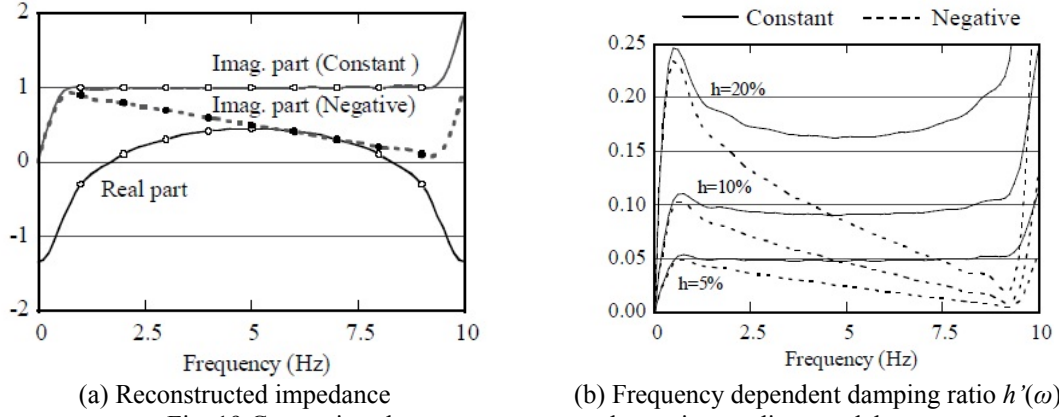 2
1
0
-1
-2
Imag. part (Constant )
Imag. part (Negative)
Real part
0 2.5 5 7.5 10
Frequency (Hz)
(a) Reconstructed impedance
Constant Negative
0.25
0.20
0.15
0.10
0.05
0.00
h=20%
h=10%
h=5%
0 2.5 5 7.5 10
Frequency (Hz)
(b) Frequency dependent damping ratio h’(ω)